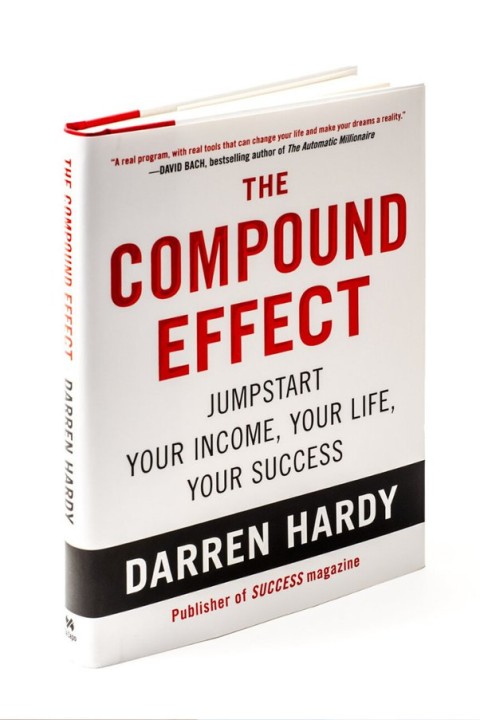 "A real program, with real tools that can change your life and make your dreams a reality."
—DAVID BACH, bestselling author of The Automatic Millionaire
THE
COMPOUND
EFFECT
JUMPSTART
YOUR INCOME, YOUR LIFE,
YOUR SUCCESS
DARREN HARDY
Publisher of SUCCESS magazine
THE COMPOUND EFFECT DARREN HARDY